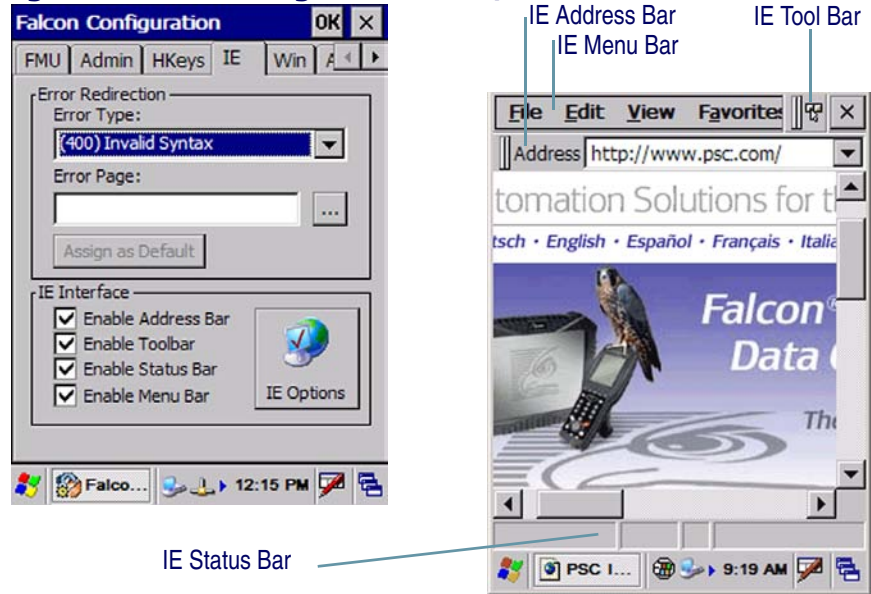 Falcon Configuration OK
FMU Admin HKeys IE Win
Error Redirection
Error Type:
(400) Invalid Syntax
Error Page:
...
Assign as Default
IE Interface
Enable Address Bar
Enable Toolbar
Enable Status Bar
Enable Menu Bar
IE Options
Falco... 12:15 PM
IE Address Bar
IE Tool Bar
IE Menu Bar
File Edit View Favorites
Address http://www.psc.com/
tomation Solutions for t
tsch · English · Español · Français · Italia
Falcon®
Data
Th
PSC I... 9:19 AM
IE Status Bar